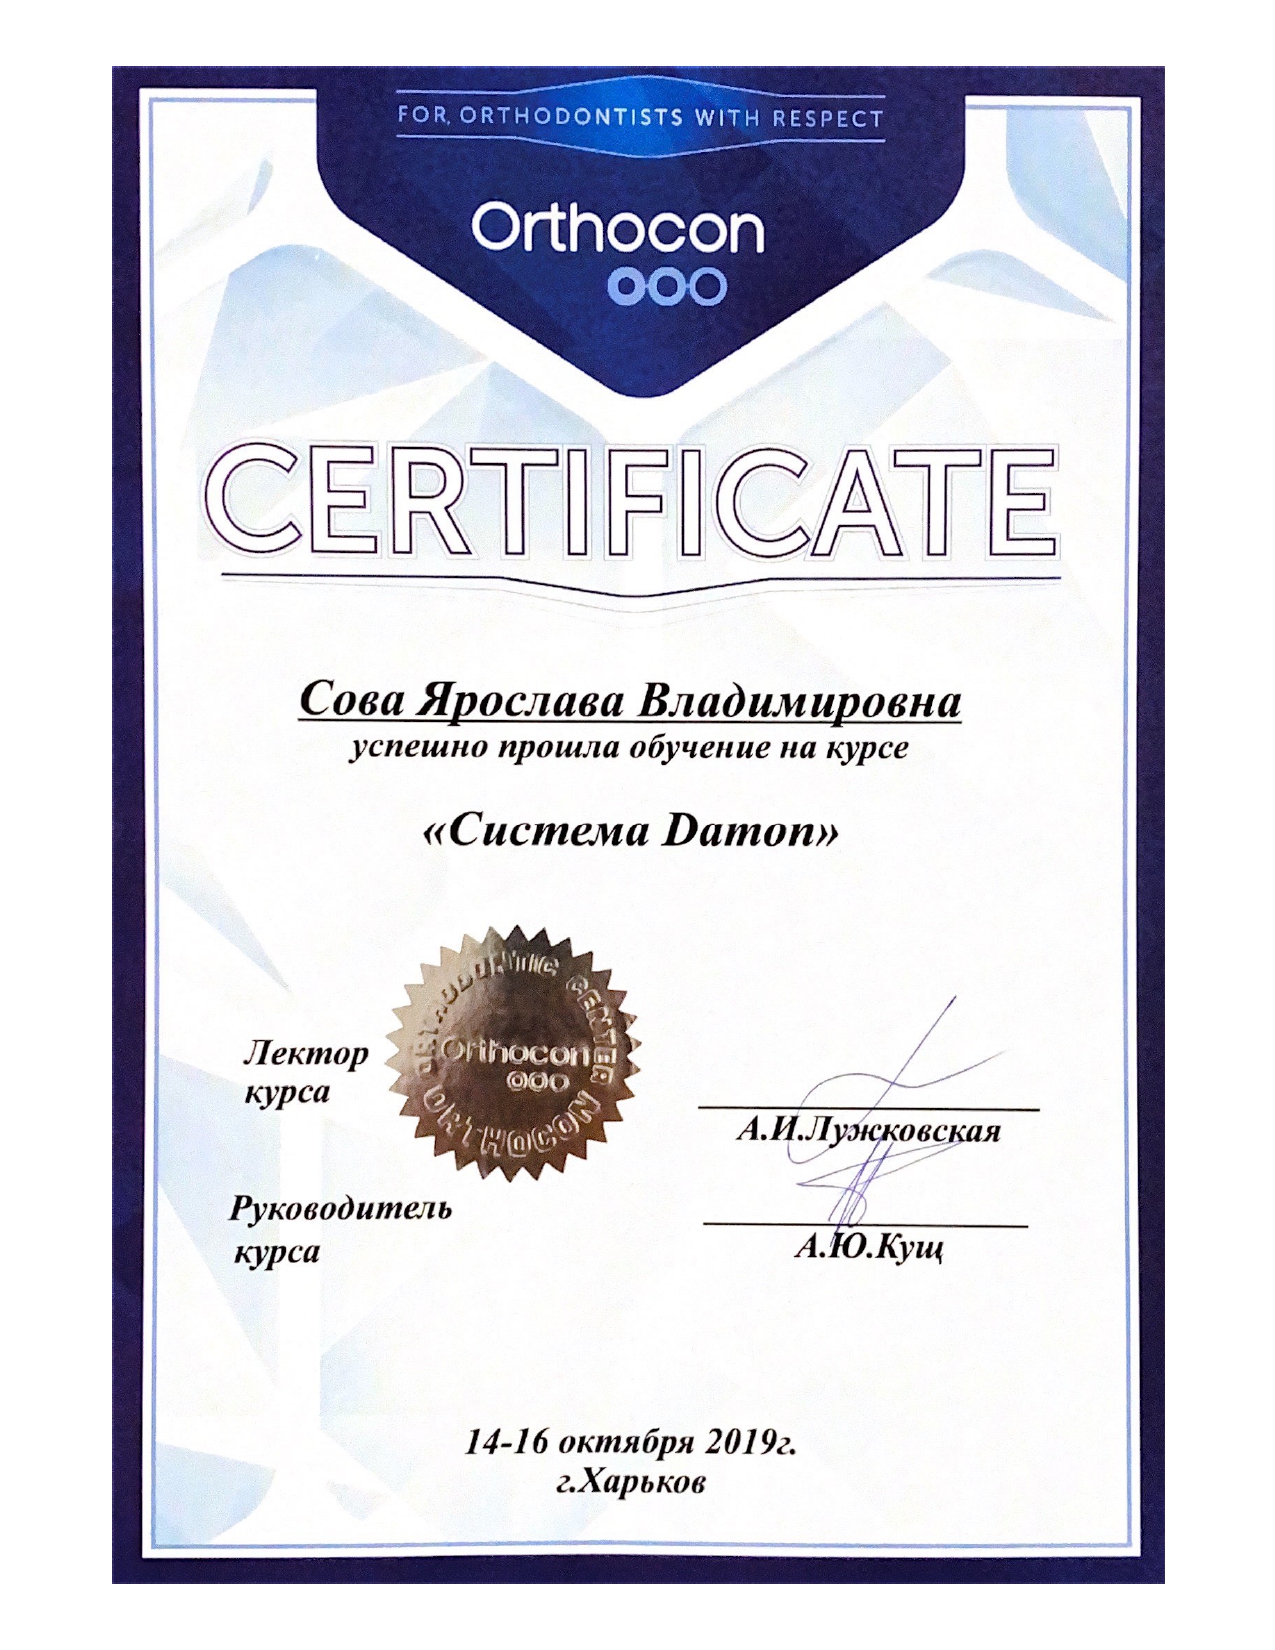 FOR ORTHODONTISTS WITH RESPECT
Orthocon
CERTIFICATE
Сова Ярослава Владимировна
успешно прошла обучение на курсе
«Система Damon»
ORTHODONTIC CENTER ORTHOCON
Orthocon
Лектор
курса
А.И.Лужковская
Руководитель
курса
А.Ю.Кущ
14-16 октября 2019г.
г.Харьков